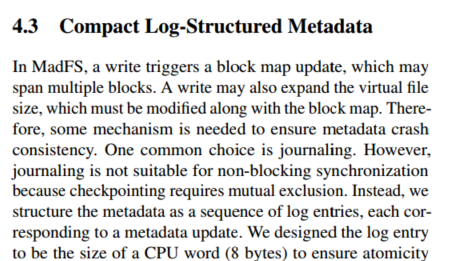 4.3 Compact Log-Structured Metadata
In MadFS, a write triggers a block map update, which may
span multiple blocks. A write may also expand the virtual file
size, which must be modified along with the block map. There-
fore, some mechanism is needed to ensure metadata crash
consistency. One common choice is journaling. However,
journaling is not suitable for non-blocking synchronization
because checkpointing requires mutual exclusion. Instead, we
structure the metadata as a sequence of log entries, each cor-
responding to a metadata update. We designed the log entry
to be the size of a CPU word (8 bytes) to ensure atomicity